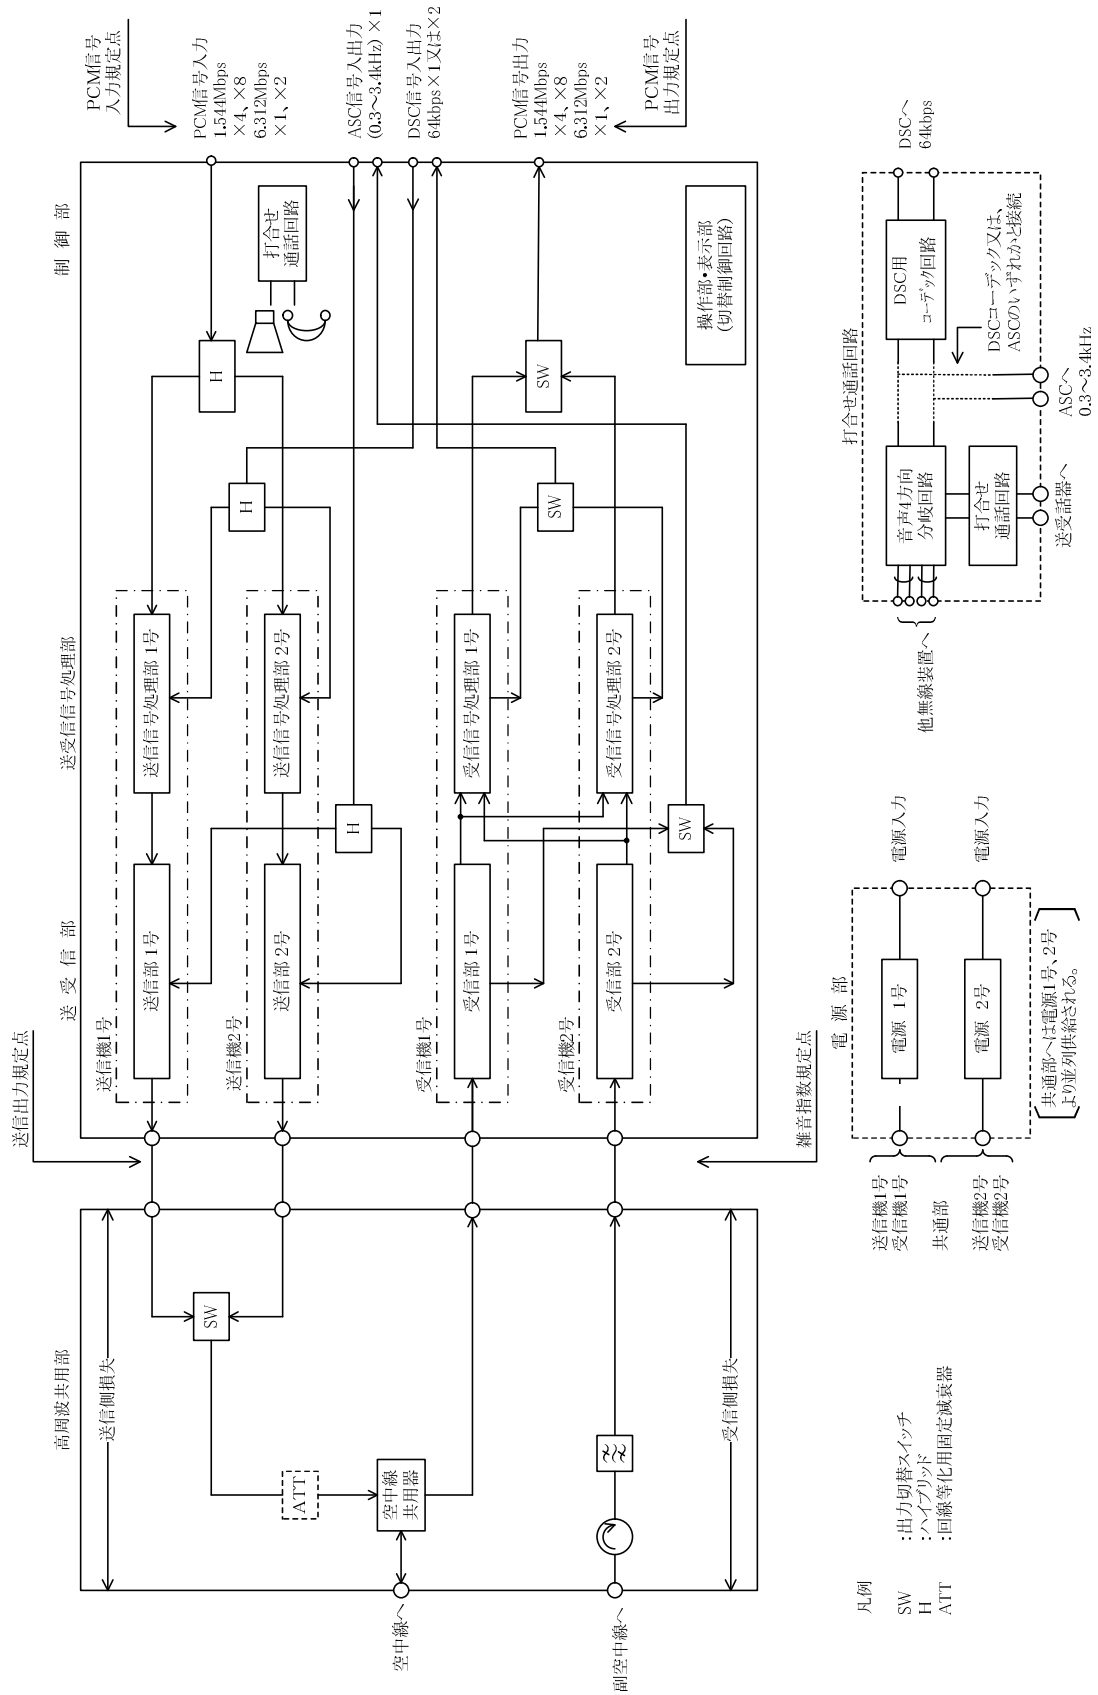 高周波共用部
送信側損失
SW
ATT
空中線
共用器
空中線へ
副空中線へ
受信側損失
送信出力規定点
雑音指数規定点
送受信部
送受信信号処理部
制御部
送信機1号
送信部 1号
送信信号処理部 1号
送信機2号
送信部 2号
送信信号処理部 2号
受信機1号
受信部 1号
受信信号処理部 1号
受信機2号
受信部 2号
受信信号処理部 2号
H
H
H
SW
SW
SW
打合せ
通話回路
操作部・表示部
(切替制御回路)
PCM信号
入力規定点
PCM信号入力
1.544Mbps
×4、×8
6.312Mbps
×1、×2
ASC信号入出力
(0.3～3.4kHz) ×1
DSC信号入出力
64kbps×1又は×2
PCM信号出力
1.544Mbps
×4、×8
6.312Mbps
×1、×2
PCM信号
出力規定点
凡例
SW :出力切替スイッチ
H :ハイブリッド
ATT :回線等化用固定減衰器
電源部
送信機1号
受信機1号
共通部
送信機2号
受信機2号
電源 1号
電源 2号
電源入力
電源入力
共通部へは電源1号、2号
より並列供給される。
打合せ通話回路
他無線装置へ
音声4方向
分岐回路
打合せ
通話回路
送受話器へ
DSC用
コーデック回路
DSCコーデック又は、
ASCのいずれかと接続
ASCへ
0.3～3.4kHz
DSCへ
64kbps